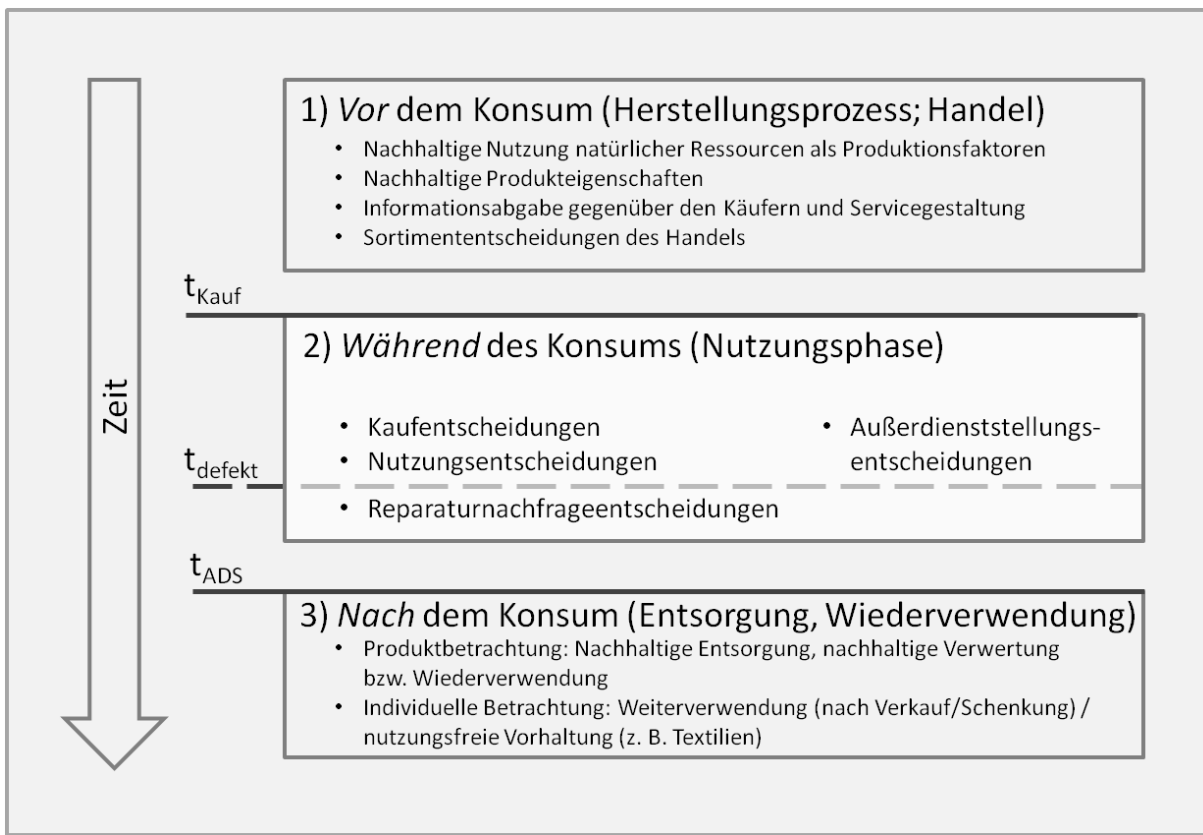 1) Vor dem Konsum (Herstellungsprozess; Handel)
• Nachhaltige Nutzung natürlicher Ressourcen als Produktionsfaktoren
• Nachhaltige Produkteigenschaften
• Informationsabgabe gegenüber den Käufern und Servicegestaltung
• Sortimententscheidungen des Handels
tKauf
2) Während des Konsums (Nutzungsphase)
• Kaufentscheidungen
• Nutzungsentscheidungen
• Außerdienststellungs-
entscheidungen
Zeit
tdefekt
• Reparaturnachfrageentscheidungen
tADS
3) Nach dem Konsum (Entsorgung, Wiederverwendung)
• Produktbetrachtung: Nachhaltige Entsorgung, nachhaltige Verwertung
bzw. Wiederverwendung
• Individuelle Betrachtung: Weiterverwendung (nach Verkauf/Schenkung) /
nutzungsfreie Vorhaltung (z. B. Textilien)